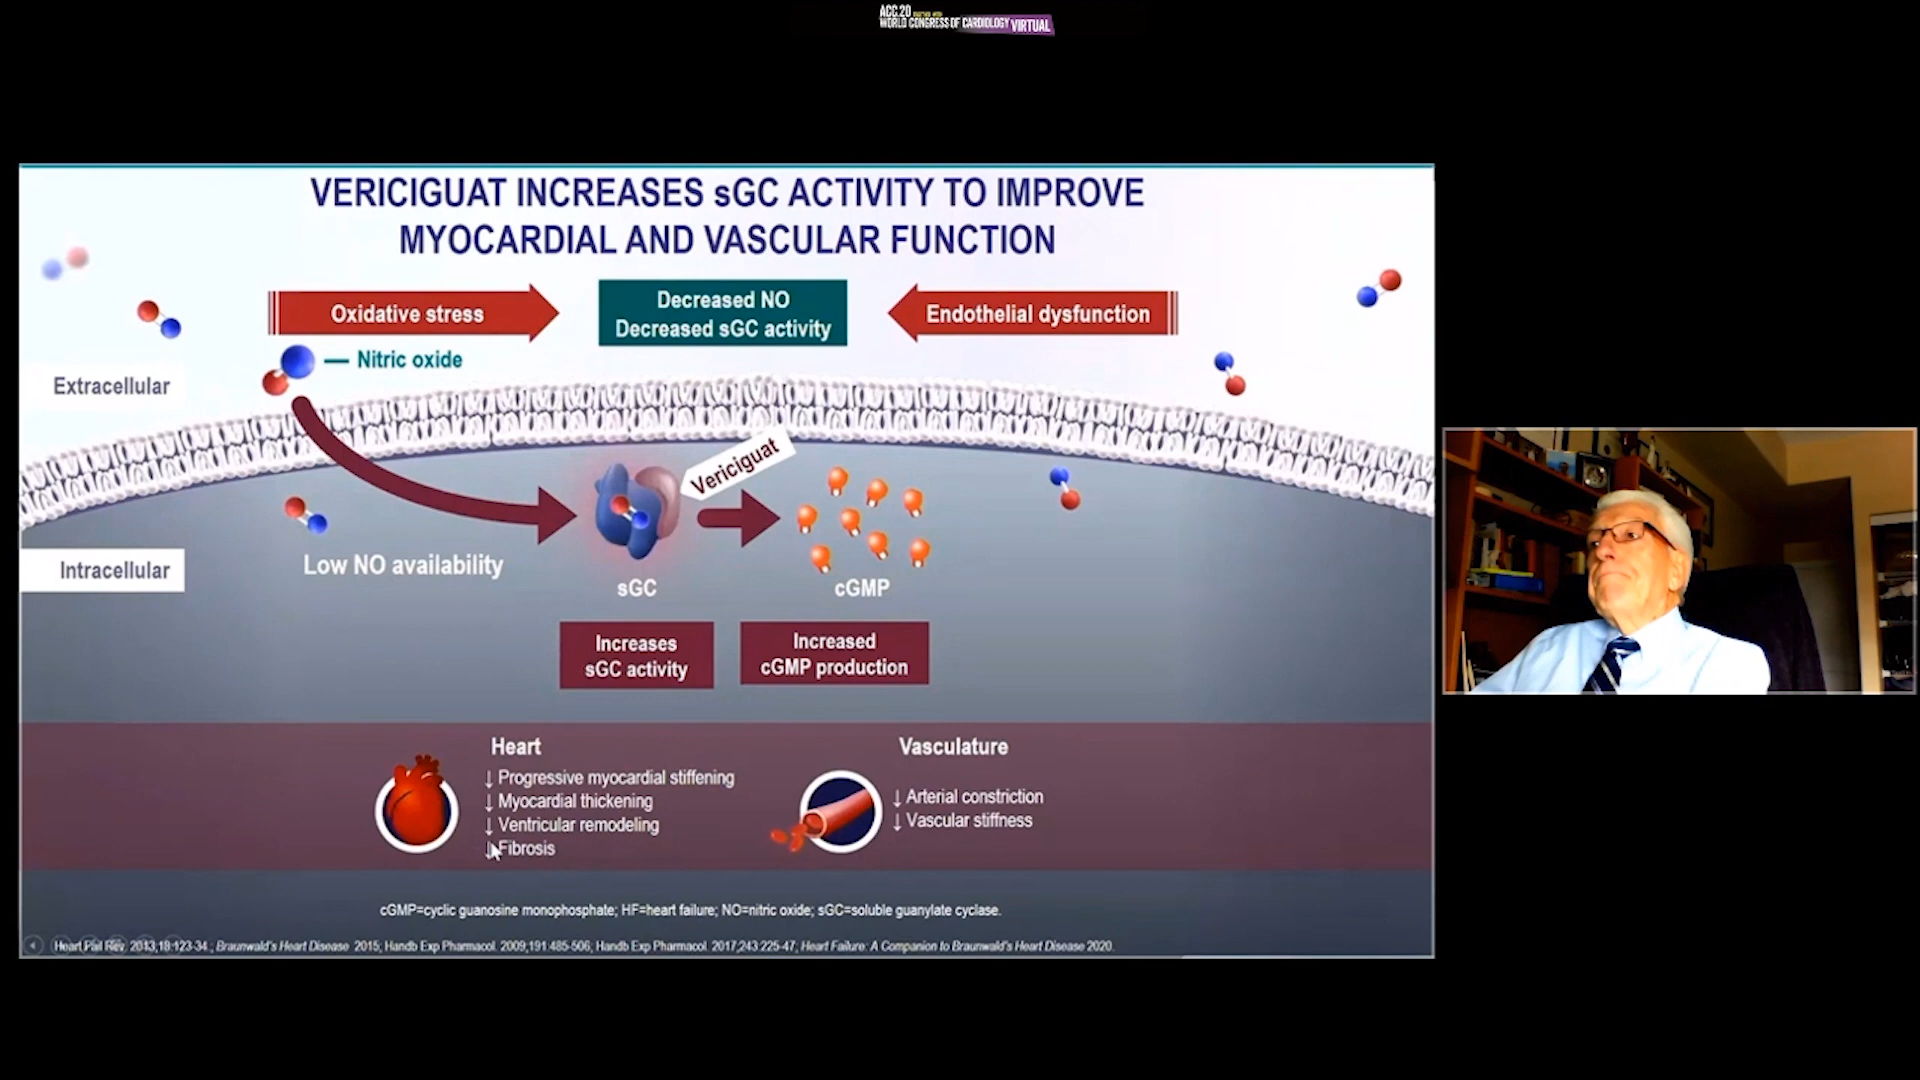 ACC.20
WORLD CONGRESS OF CARDIOLOGY VIRTUAL
VERICIGUAT INCREASES sGC ACTIVITY TO IMPROVE
MYOCARDIAL AND VASCULAR FUNCTION
Oxidative stress
Decreased NO
Decreased sGC activity
Endothelial dysfunction
Nitric oxide
Extracellular
Vericiguat
Intracellular
Low NO availability
sGC
cGMP
Increases
sGC activity
Increased
cGMP production
Heart
↓ Progressive myocardial stiffening
↓ Myocardial thickening
↓ Ventricular remodeling
↓ Fibrosis
Vasculature
↓ Arterial constriction
↓ Vascular stiffness
cGMP=cyclic guanosine monophosphate; HF=heart failure; NO=nitric oxide; sGC=soluble guanylate cyclase.
Heart Fail Rev. 2013;18:123-34.; Braunwald's Heart Disease 2015; Handb Exp Pharmacol. 2009;191:485-506; Handb Exp Pharmacol. 2017;243:225-47; Heart Failure: A Companion to Braunwald's Heart Disease 2020.